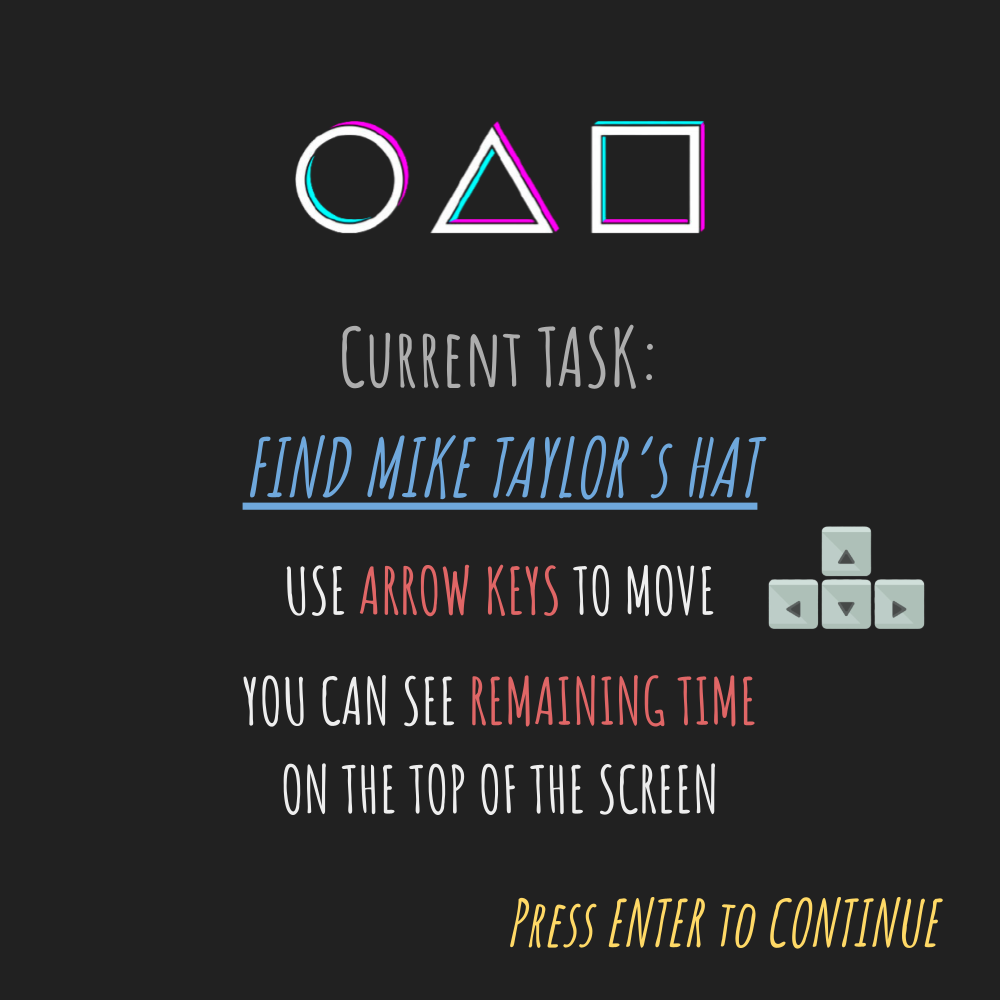 Current TASK:
FIND MIKE TAYLOR's HAT
USE ARROW KEYS TO MOVE
YOU CAN SEE REMAINING TIME
ON THE TOP OF THE SCREEN
Press ENTER to CONTINUE